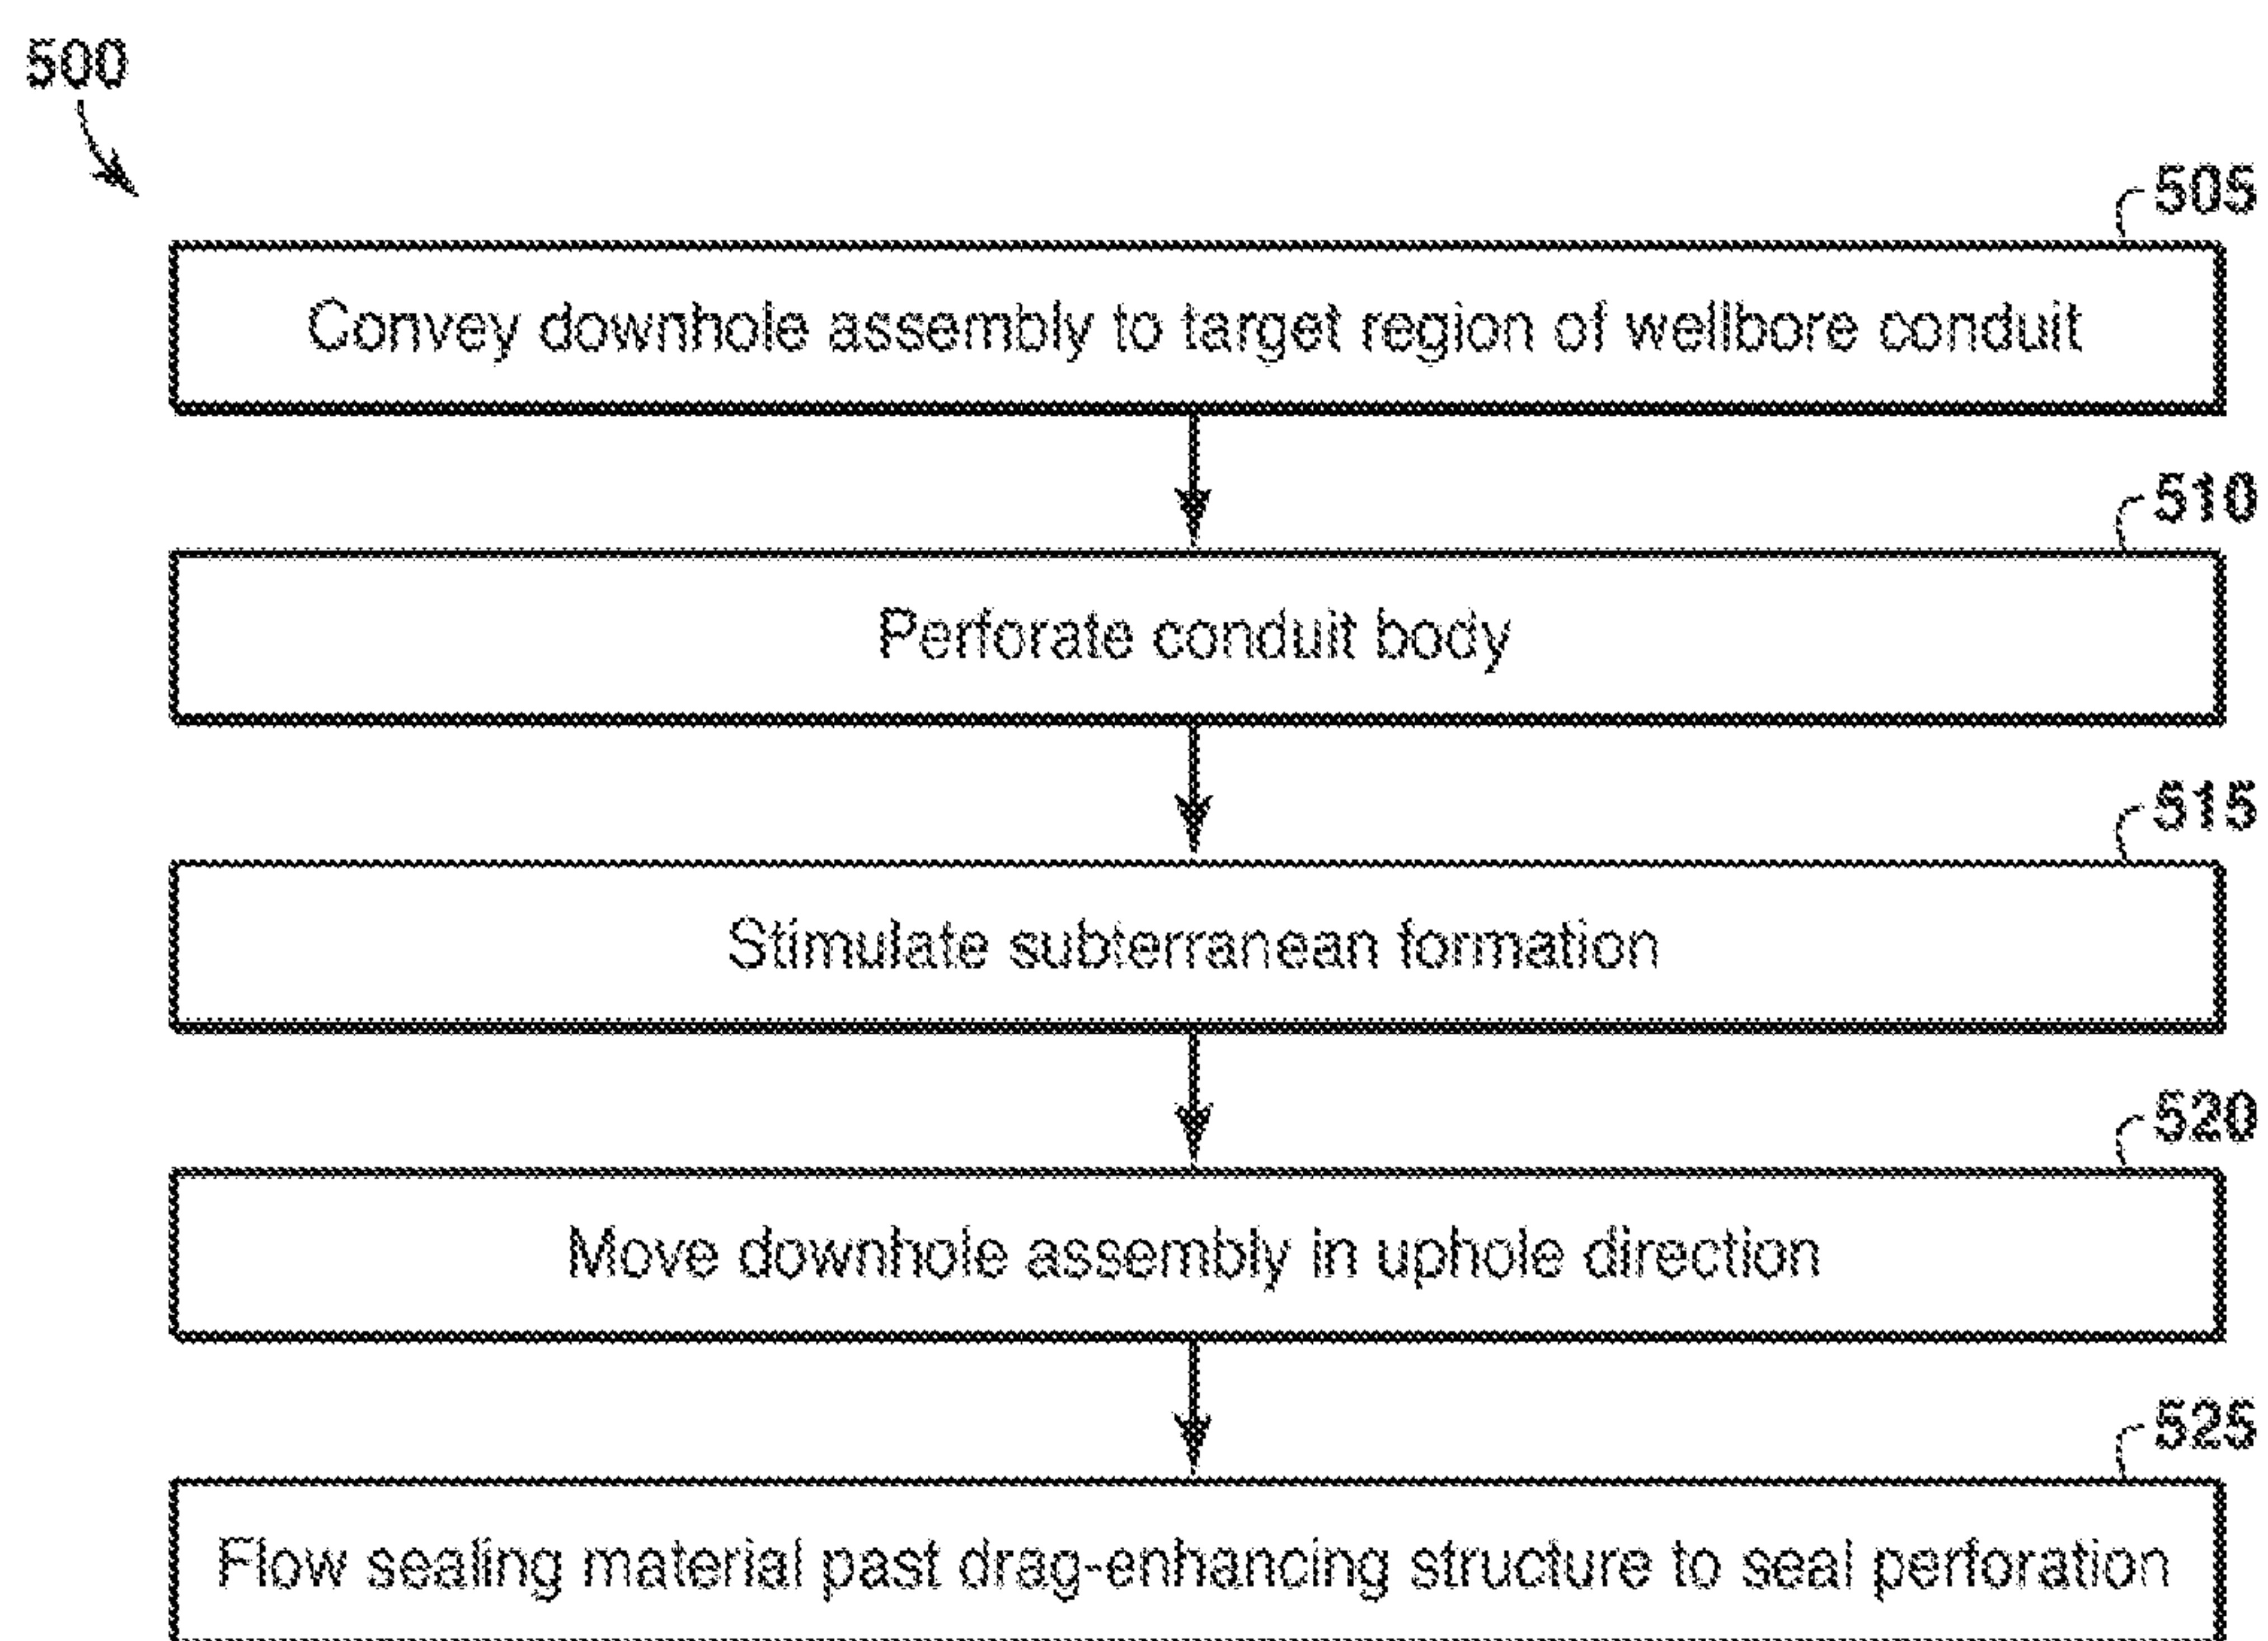 500
505
Convey downhole assembly to target region of wellbore conduit
510
Perforate conduit body
515
Stimulate subterranean formation
520
Move downhole assembly in uphole direction
525
Flow sealing material past drag-enhancing structure to seal perforation